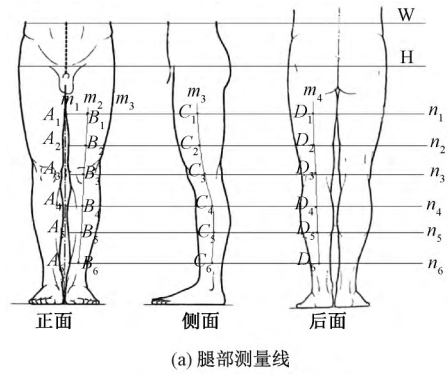 W
H
m₁ m₂ m₃ m₃ m₄
A₁ B₁ C₁ D₁ n₁
A₂ B₂ C₂ D₂ n₂
A₃ B₃ C₃ D₃ n₃
A₄ B₄ C₄ D₄ n₄
A₅ B₅ C₅ D₅ n₅
A₆ B₆ C₆ D₆ n₆
正面 侧面 后面
(a) 腿部测量线